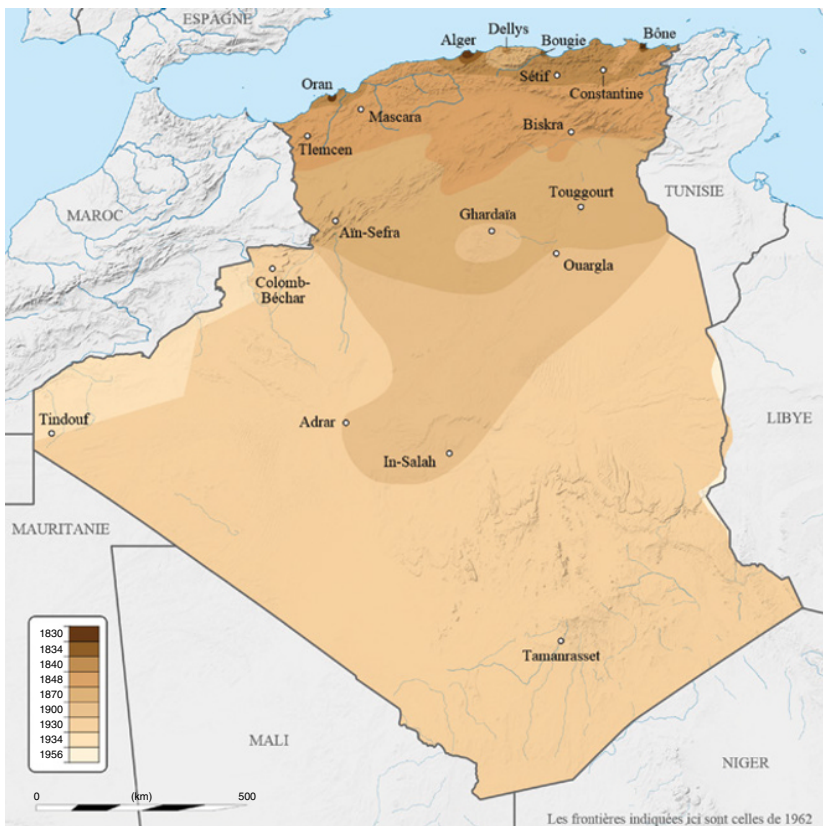 ESPAGNE
Dellys
Alger
Bougie
Bône
Sétif
Constantine
Oran
Mascara
Biskra
Tlemcen
TUNISIE
Touggourt
MAROC
Ghardaïa
Aïn-Sefra
Ouargla
Colomb-
Béchar
LIBYE
Tindouf
Adrar
In-Salah
MAURITANIE
Tamanrasset
1830
1834
1840
1848
1870
1900
1930
1934
1956
MALI
NIGER
0 (km) 500
Les frontières indiquées ici sont celles de 1962